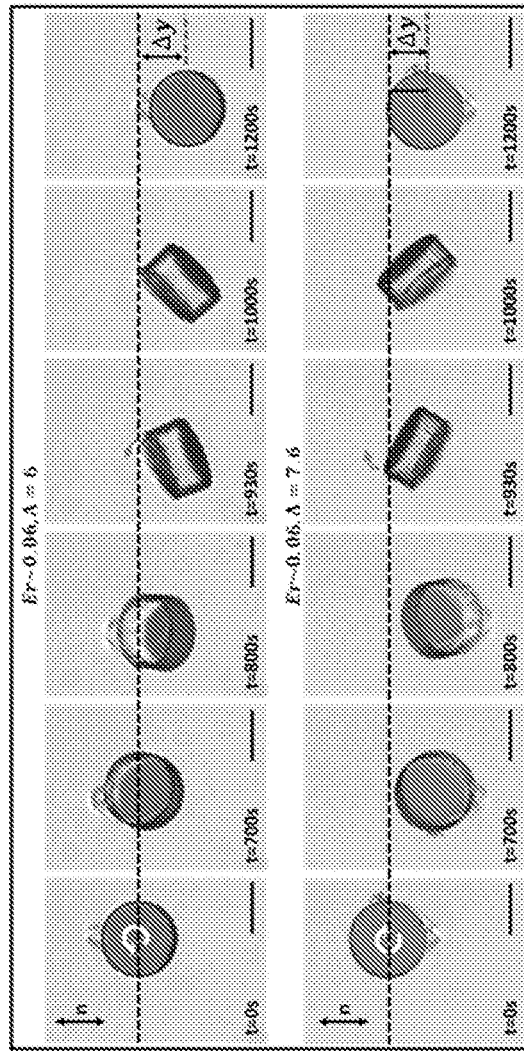 Er~0.06, Λ = 6
n
t=0s
t=700s
t=800s
t=930s
t=1000s
t=1200s
Δy
Er~0.06, Λ = 7.6
n
t=0s
t=700s
t=800s
t=930s
t=1000s
t=1200s
Δy